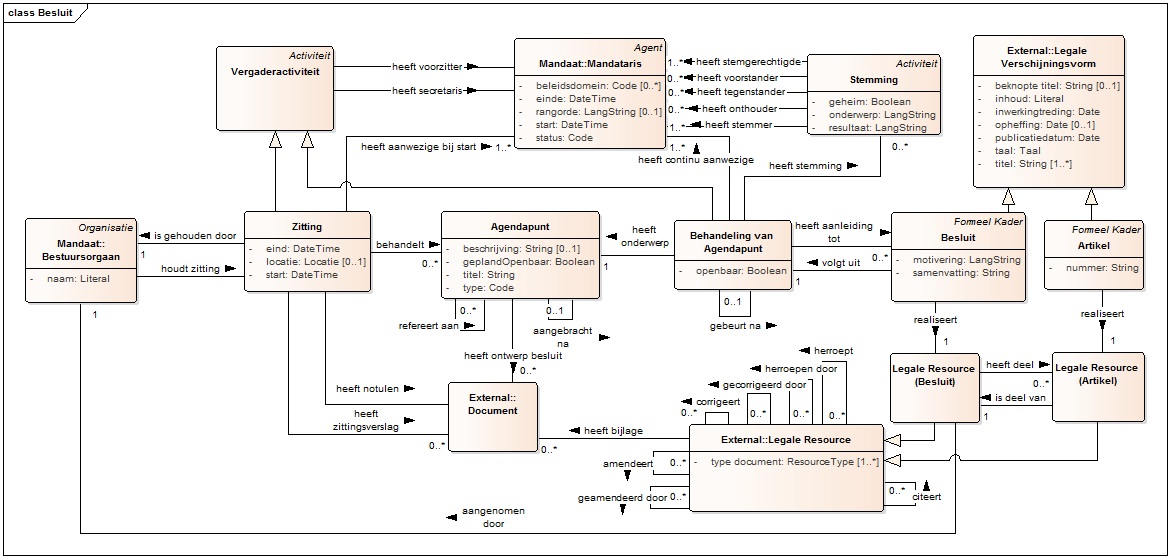 class Besluit
Activiteit
Vergaderactiviteit
heeft voorzitter
heeft secretaris
Agent
Mandaat::Mandataris
- beleidsdomein: Code [0..*]
- einde: DateTime
- rangorde: LangString [0..1]
- start: DateTime
- status: Code
1..*
heeft stemgerechtigde
0..*
heeft voorstander
0..*
heeft tegenstander
0..*
heeft onthouder
1..*
heeft stemmer
Activiteit
Stemming
- geheim: Boolean
- onderwerp: LangString
- resultaat: LangString
0..*
External::Legale
Verschijningsvorm
- beknopte titel: String [0..1]
- inhoud: Literal
- inwerkingtreding: Date
- opheffing: Date [0..1]
- publicatiedatum: Date
- taal: Taal
- titel: String [1..*]
heeft aanwezige bij start
1..*
1..*
heeft continu aanwezige
heeft stemming
Organisatie
Mandaat::
Bestuursorgaan
- naam: Literal
1
is gehouden door
1
houdt zitting
Zitting
- eind: DateTime
- locatie: Locatie [0..1]
- start: DateTime
behandelt
0..*
Agendapunt
- beschrijving: String [0..1]
- geplandOpenbaar: Boolean
- titel: String
- type: Code
0..*
refereert aan
0..1
aangebracht
na
heeft
onderwerp
1
Behandeling van
Agendapunt
- openbaar: Boolean
0..1
gebeurt na
heeft aanleiding
tot
0..*
volgt uit
1
Formeel Kader
Besluit
- motivering: LangString
- samenvatting: String
Formeel Kader
Artikel
- nummer: String
realiseert
1
realiseert
1
heeft ontwerp besluit
0..*
heeft notulen
heeft
zittingsverslag
0..*
External::
Document
0..*
heeft bijlage
herroept
herroepen door
gecorrigeerd door
corrigeert
0..*
0..*
0..*
0..*
External::Legale Resource
- type document: ResourceType [1..*]
amendeert
0..*
geamendeerd door
0..*
0..*
citeert
Legale Resource
(Besluit)
heeft deel
0..*
is deel van
1
Legale Resource
(Artikel)
aangenomen
door